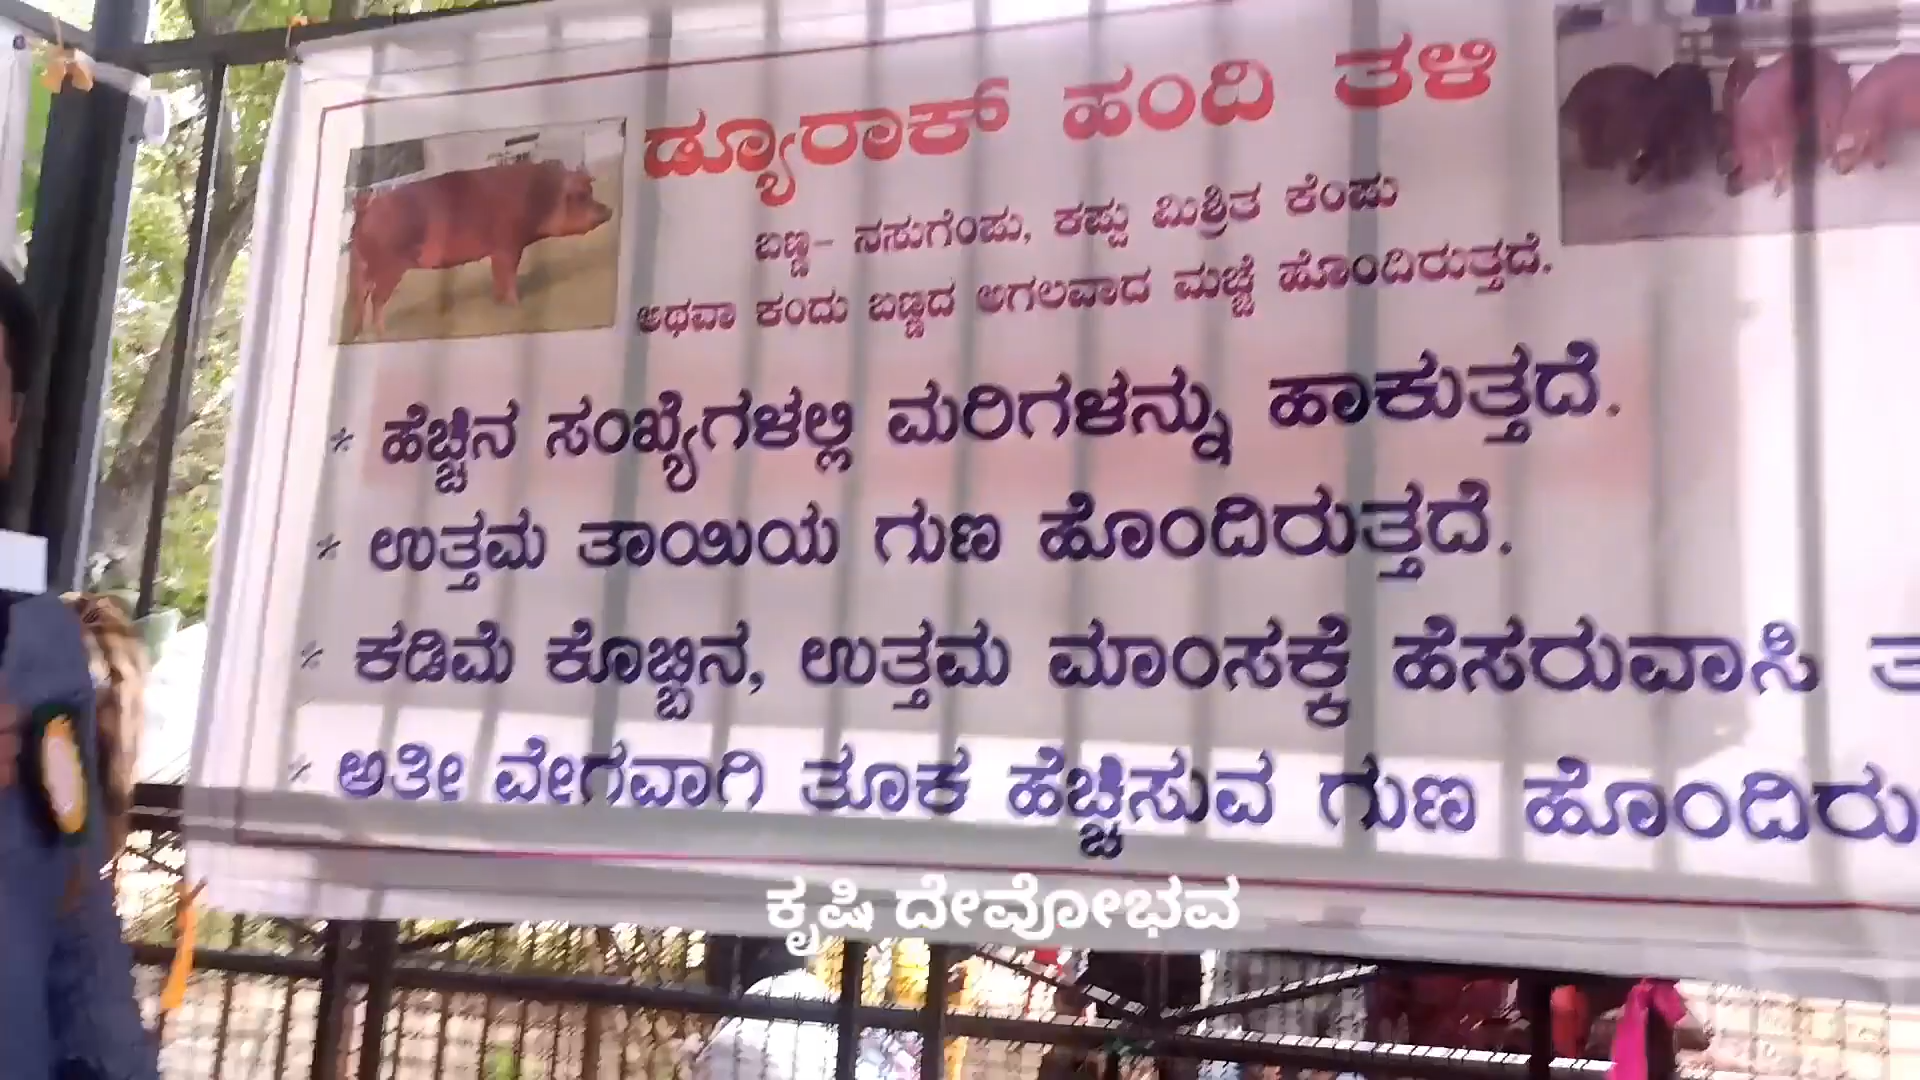 ಡ್ಯೂರಾಕ್ ಹಂದಿ ತಳಿ
ಬಣ್ಣ- ನಸುಗೆಂಪು, ಕಪ್ಪು ಮಿಶ್ರಿತ ಕೆಂಪು
ಅಥವಾ ಕಂದು ಬಣ್ಣದ ಅಗಲವಾದ ಮಚ್ಚೆ ಹೊಂದಿರುತ್ತದೆ.
* ಹೆಚ್ಚಿನ ಸಂಖ್ಯೆಗಳಲ್ಲಿ ಮರಿಗಳನ್ನು ಹಾಕುತ್ತದೆ.
* ಉತ್ತಮ ತಾಯಿಯ ಗುಣ ಹೊಂದಿರುತ್ತದೆ.
* ಕಡಿಮೆ ಕೊಬ್ಬಿನ, ಉತ್ತಮ ಮಾಂಸಕ್ಕೆ ಹೆಸರುವಾಸಿ
* ಅತೀ ವೇಗವಾಗಿ ತೂಕ ಹೆಚ್ಚಿಸುವ ಗುಣ ಹೊಂದಿರು
ಕೃಷಿ ದೇವೋಭವ